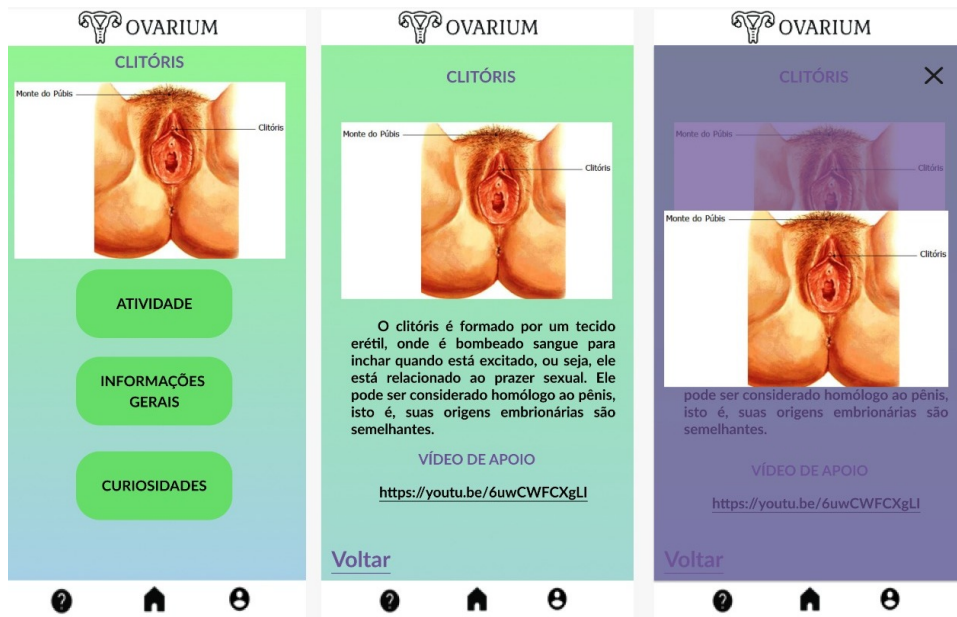 OVARIUM
CLITÓRIS
Monte do Púbis
Clitóris
ATIVIDADE
INFORMAÇÕES
GERAIS
CURIOSIDADES
OVARIUM
CLITÓRIS
Monte do Púbis
Clitóris
O clitóris é formado por um tecido
erétil, onde é bombeado sangue para
inchar quando está excitado, ou seja, ele
está relacionado ao prazer sexual. Ele
pode ser considerado homólogo ao pênis,
isto é, suas origens embrionárias são
semelhantes.
VÍDEO DE APOIO
https://youtu.be/6uwCWFCXgLI
Voltar
OVARIUM
CLITÓRIS
Monte do Púbis
Clitóris
Monte do Púbis
Clitóris
pode ser considerado homólogo ao pênis,
isto é, suas origens embrionárias são
semelhantes.
VÍDEO DE APOIO
https://youtu.be/6uwCWFCXgLI
Voltar